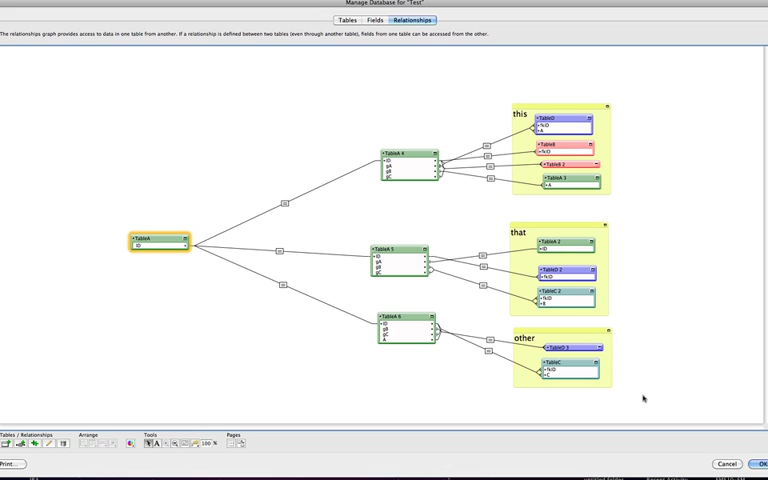 Manage Database for "Test"
Tables Fields Relationships
The relationships graph provides access to data in one table from another. If a relationship is defined between two tables (even through another table), fields from one table can be accessed from the other.
this
TableD
fkID
A
TableB
fkID
TableB 2
TableA 3
A
TableA 4
ID
gA
gB
gC
TableA
ID
that
TableA 2
ID
TableD 2
fkID
TableC 2
fkID
B
TableA 5
ID
gA
gB
gC
TableA 6
ID
gB
gC
A
other
TableD 3
TableC
fkID
C
Tables / Relationships Arrange Tools Pages
100 %
Print... Cancel OK